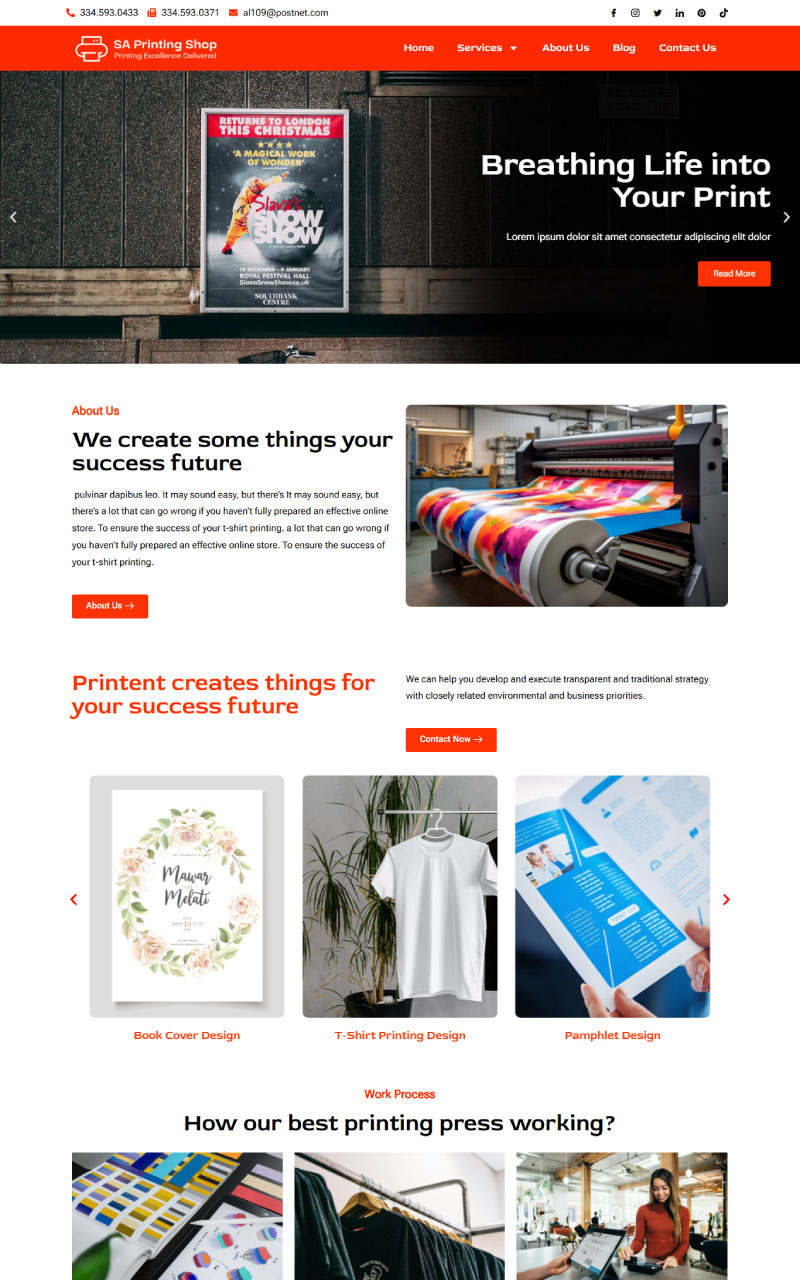 334.593.0433 334.593.0371 al109@postnet.com
SA Printing Shop
Printing Excellence Delivered
Home Services About Us Blog Contact Us
BELVEDERE
ROAD
RETURNS TO LONDON
THIS CHRISTMAS
'A MAGICAL WORK
OF WONDER'
Slava's
SNOW
SHOW
18 DECEMBER – 4 JANUARY
ROYAL FESTIVAL HALL
SlavaSnowShow.co.uk
SOUTHBANK
CENTRE
Breathing Life into
Your Print
Lorem ipsum dolor sit amet consectetur adipiscing elit dolor
Read More
About Us
We create some things your
success future
pulvinar dapibus leo. It may sound easy, but there's It may sound easy, but
there's a lot that can go wrong if you haven't fully prepared an effective online
store. To ensure the success of your t-shirt printing. a lot that can go wrong if
you haven't fully prepared an effective online store. To ensure the success of
your t-shirt printing.
About Us
Printent creates things for
your success future
We can help you develop and execute transparent and traditional strategy
with closely related environmental and business priorities.
Contact Now
Mawar
Melati
15
Book Cover Design
T-Shirt Printing Design
Pamphlet Design
Work Process
How our best printing press working?